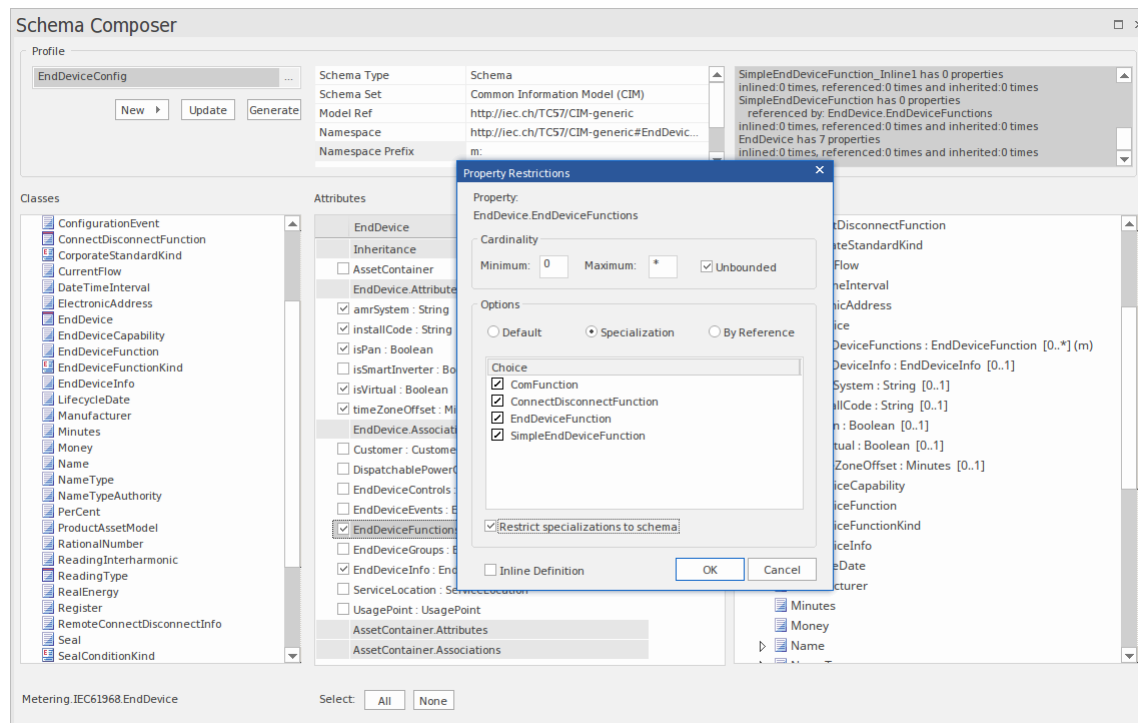 Schema Composer
Profile
EndDeviceConfig
...
New
Update
Generate
Schema Type Schema
Schema Set Common Information Model (CIM)
Model Ref http://iec.ch/TC57/CIM-generic
Namespace http://iec.ch/TC57/CIM-generic#EndDevic...
Namespace Prefix m:
SimpleEndDeviceFunction_Inline1 has 0 properties
inlined:0 times, referenced:0 times and inherited:0 times
SimpleEndDeviceFunction has 0 properties
referenced by: EndDevice.EndDeviceFunctions
inlined:0 times, referenced:0 times and inherited:0 times
EndDevice has 7 properties
inlined:0 times, referenced:0 times and inherited:0 times
Classes
ConfigurationEvent
ConnectDisconnectFunction
CorporateStandardKind
CurrentFlow
DateTimeInterval
ElectronicAddress
EndDevice
EndDeviceCapability
EndDeviceFunction
EndDeviceFunctionKind
EndDeviceInfo
LifecycleDate
Manufacturer
Minutes
Money
Name
NameType
NameTypeAuthority
PerCent
ProductAssetModel
RationalNumber
ReadingInterharmonic
ReadingType
RealEnergy
Register
RemoteConnectDisconnectInfo
Seal
SealConditionKind
Attributes
EndDevice
Inheritance
AssetContainer
EndDevice.Attribute
amrSystem : String
installCode : String
isPan : Boolean
isSmartInverter : Bo
isVirtual : Boolean
timeZoneOffset : Mi
EndDevice.Associati
Customer : Custome
DispatchablePowerC
EndDeviceControls :
EndDeviceEvents : E
EndDeviceFunctions
EndDeviceGroups : E
EndDeviceInfo : End
ServiceLocation : ServiceLocation
UsagePoint : UsagePoint
AssetContainer.Attributes
AssetContainer.Associations
Property Restrictions
Property:
EndDevice.EndDeviceFunctions
Cardinality
Minimum: 0 Maximum: * Unbounded
Options
Default Specialization By Reference
Choice
ComFunction
ConnectDisconnectFunction
EndDeviceFunction
SimpleEndDeviceFunction
Restrict specializations to schema
Inline Definition
OK
Cancel
tDisconnectFunction
ateStandardKind
Flow
neInterval
nicAddress
ice
DeviceFunctions : EndDeviceFunction [0..*] (m)
DeviceInfo : EndDeviceInfo [0..1]
System : String [0..1]
allCode : String [0..1]
n : Boolean [0..1]
tual : Boolean [0..1]
ZoneOffset : Minutes [0..1]
iceCapability
iceFunction
iceFunctionKind
iceInfo
eDate
cturer
Minutes
Money
Name
Metering.IEC61968.EndDevice
Select: All None